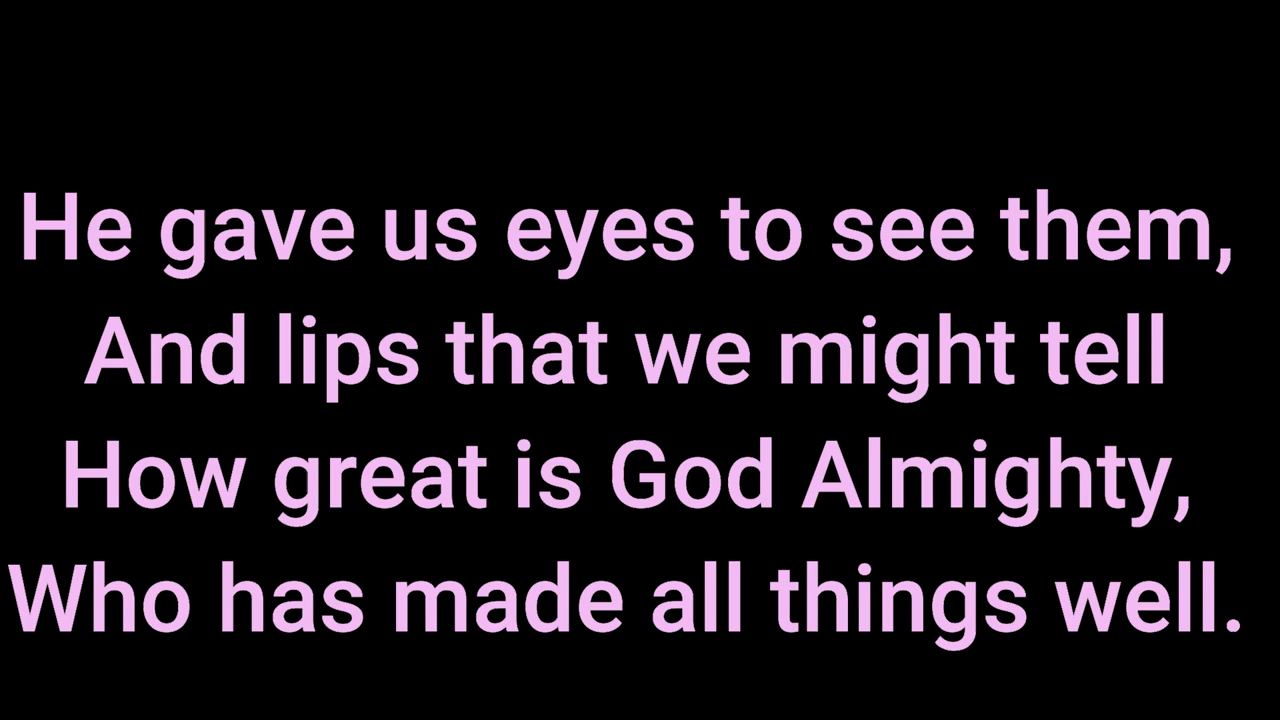 He gave us eyes to see them,
And lips that we might tell
How great is God Almighty,
Who has made all things well.